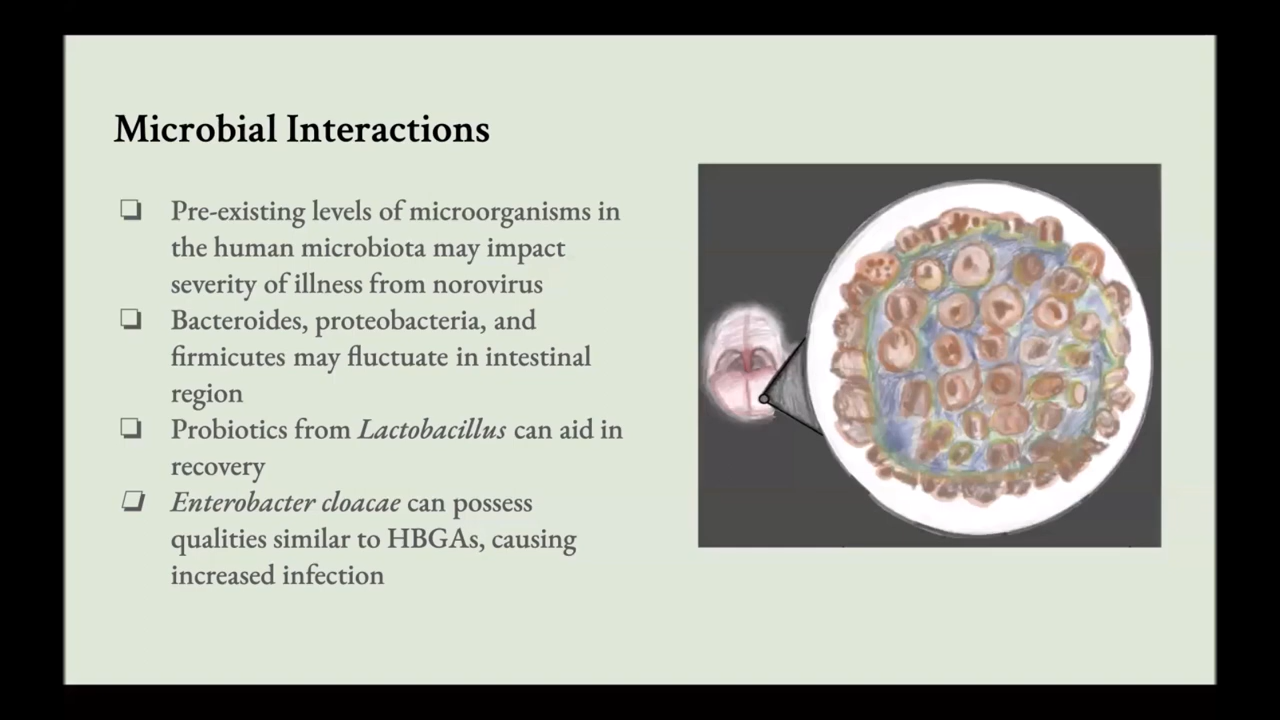 Microbial Interactions
❏ Pre-existing levels of microorganisms in
the human microbiota may impact
severity of illness from norovirus
❏ Bacteroides, proteobacteria, and
firmicutes may fluctuate in intestinal
region
❏ Probiotics from Lactobacillus can aid in
recovery
❏ Enterobacter cloacae can possess
qualities similar to HBGAs, causing
increased infection